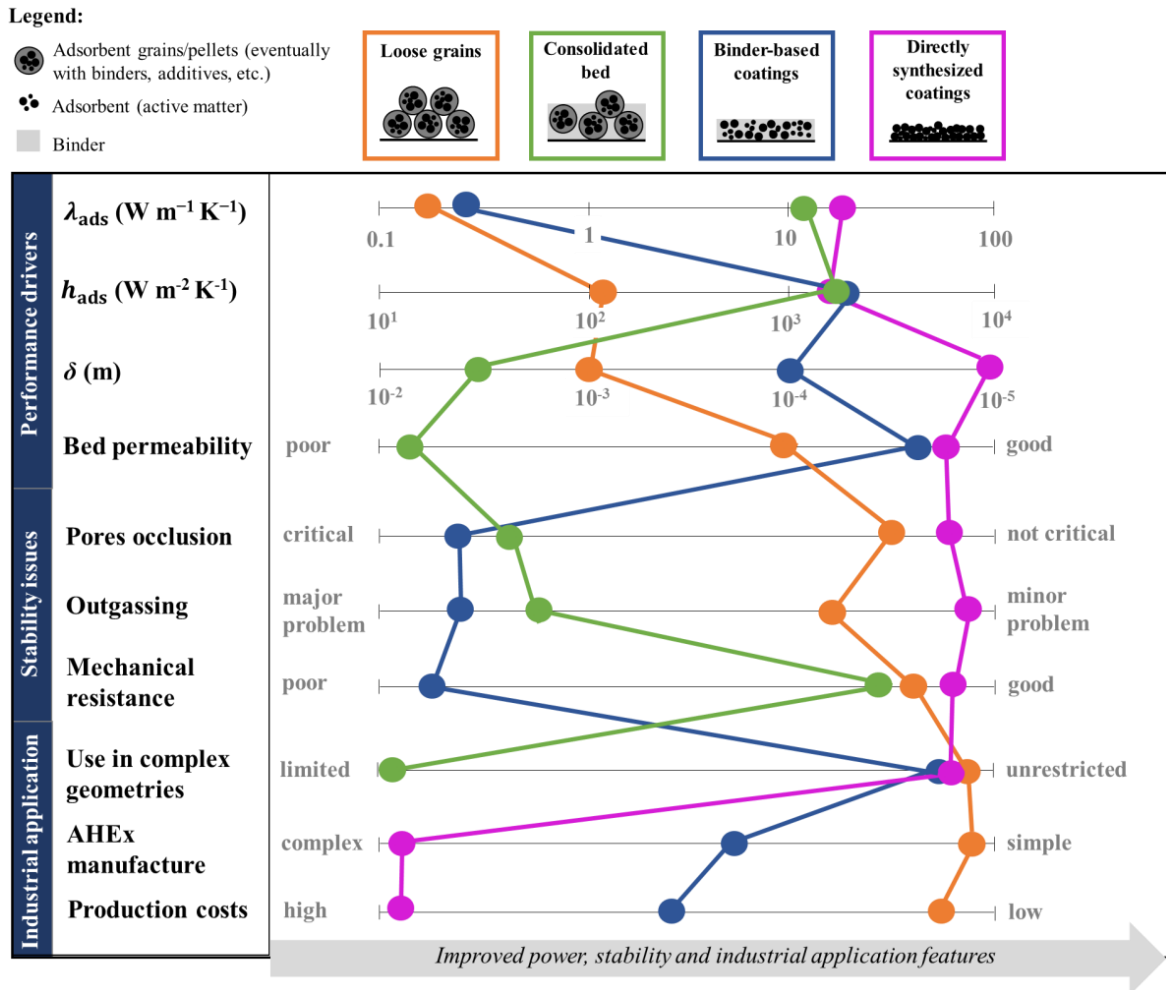 Legend:
Adsorbent grains/pellets (eventually
with binders, additives, etc.)
Adsorbent (active matter)
Binder
Loose grains
Consolidated
bed
Binder-based
coatings
Directly
synthesized
coatings
Performance drivers
λads (W m⁻¹ K⁻¹)
0.1 1 10 100
hads (W m⁻² K⁻¹)
10¹ 10² 10³ 10⁴
δ (m)
10⁻² 10⁻³ 10⁻⁴ 10⁻⁵
Bed permeability
poor good
Stability issues
Pores occlusion
critical not critical
Outgassing
major
problem
minor
problem
Mechanical
resistance
poor good
Industrial application
Use in complex
geometries
limited unrestricted
AHEx
manufacture
complex simple
Production costs
high low
Improved power, stability and industrial application features